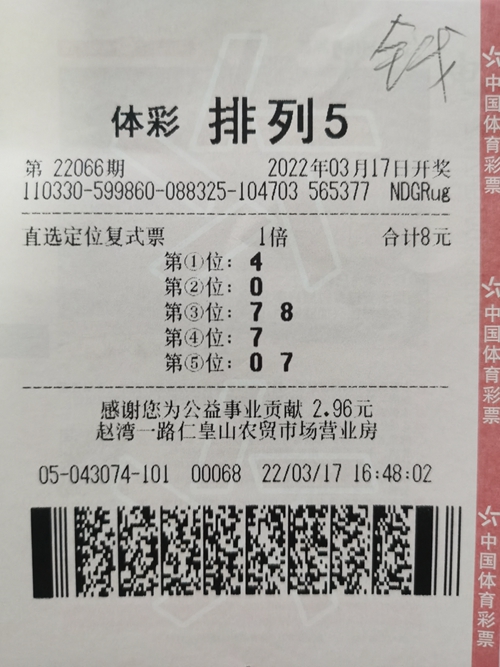 钱
体彩 排列5
第 22066期 2022年03月17日开奖
110330-599860-088325-104703 565377 NDGRug
直选定位复式票 1倍 合计8元
第①位: 4
第②位: 0
第③位: 7 8
第④位: 7
第⑤位: 0 7
感谢您为公益事业贡献 2.96元
赵湾一路仁皇山农贸市场营业房
05-043074-101 00068 22/03/17 16:48:02
中国体育彩票
中国体育彩票
中国体育彩票